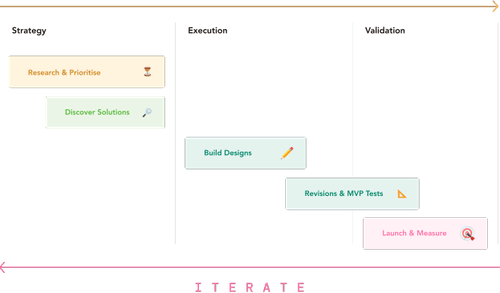 Strategy
Execution
Validation
Research & Prioritise
Discover Solutions
Build Designs
Revisions & MVP Tests
Launch & Measure
ITERATE